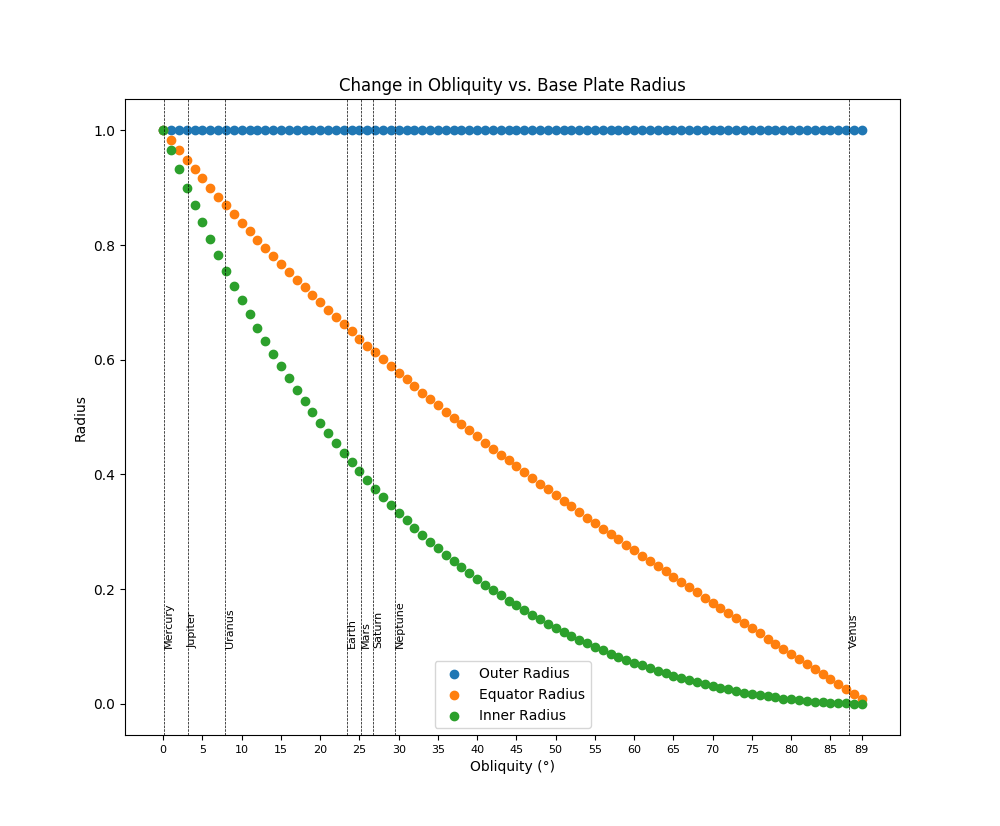 Change in Obliquity vs. Base Plate Radius
Radius
1.0
0.8
0.6
0.4
0.2
0.0
Mercury
Jupiter
Uranus
Earth
Mars
Saturn
Neptune
Venus
Outer Radius
Equator Radius
Inner Radius
0 5 10 15 20 25 30 35 40 45 50 55 60 65 70 75 80 85 89
Obliquity (°)